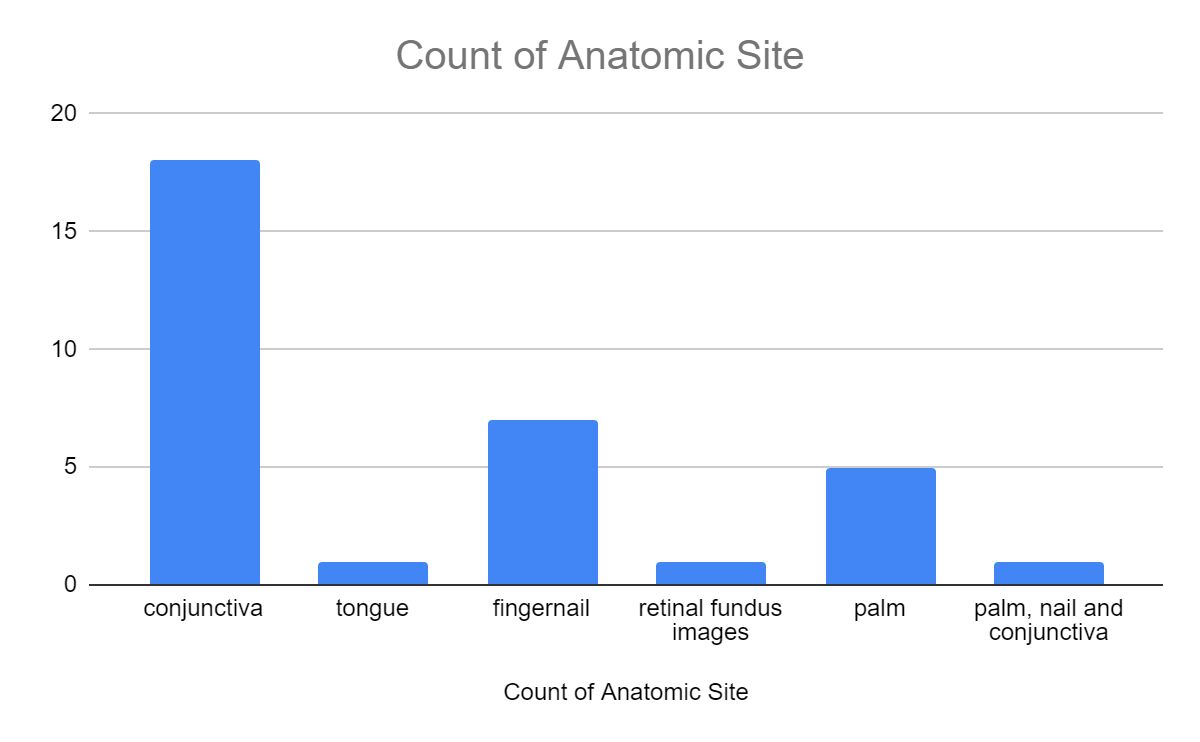 Count of Anatomic Site
20
15
10
5
0
conjunctiva
tongue
fingernail
retinal fundus
images
palm
palm, nail and
conjunctiva
Count of Anatomic Site